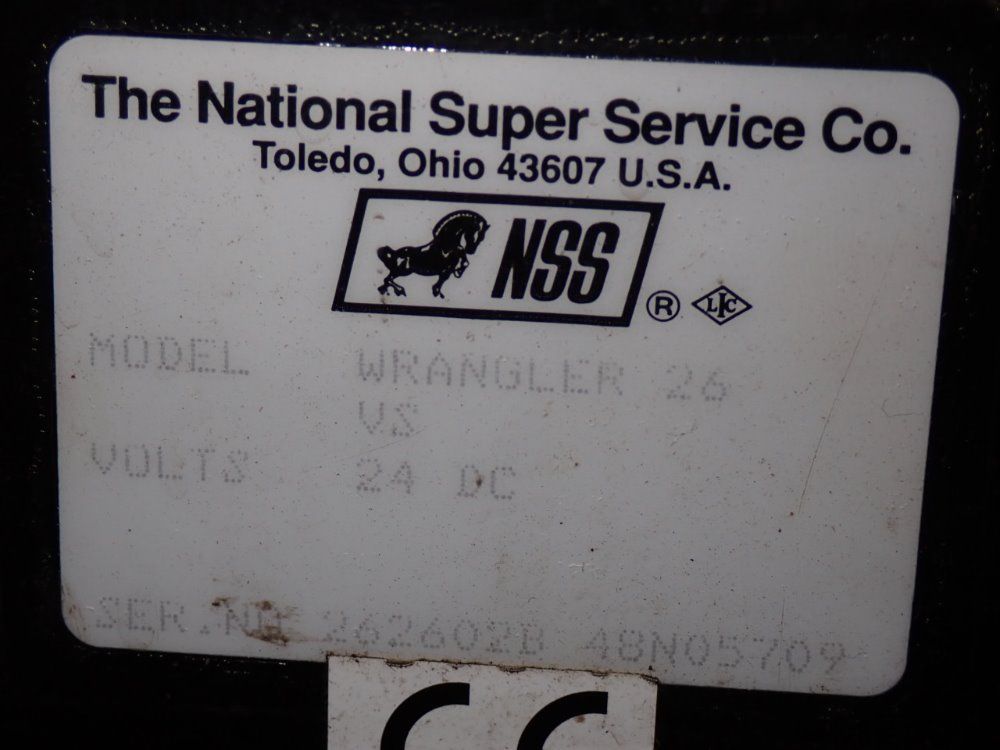 The National Super Service Co.
Toledo, Ohio 43607 U.S.A.
NSS
® LIC
MODEL WRANGLER 26
VS
VOLTS 24 DC
SER.NO 262602B 48N05709
CE